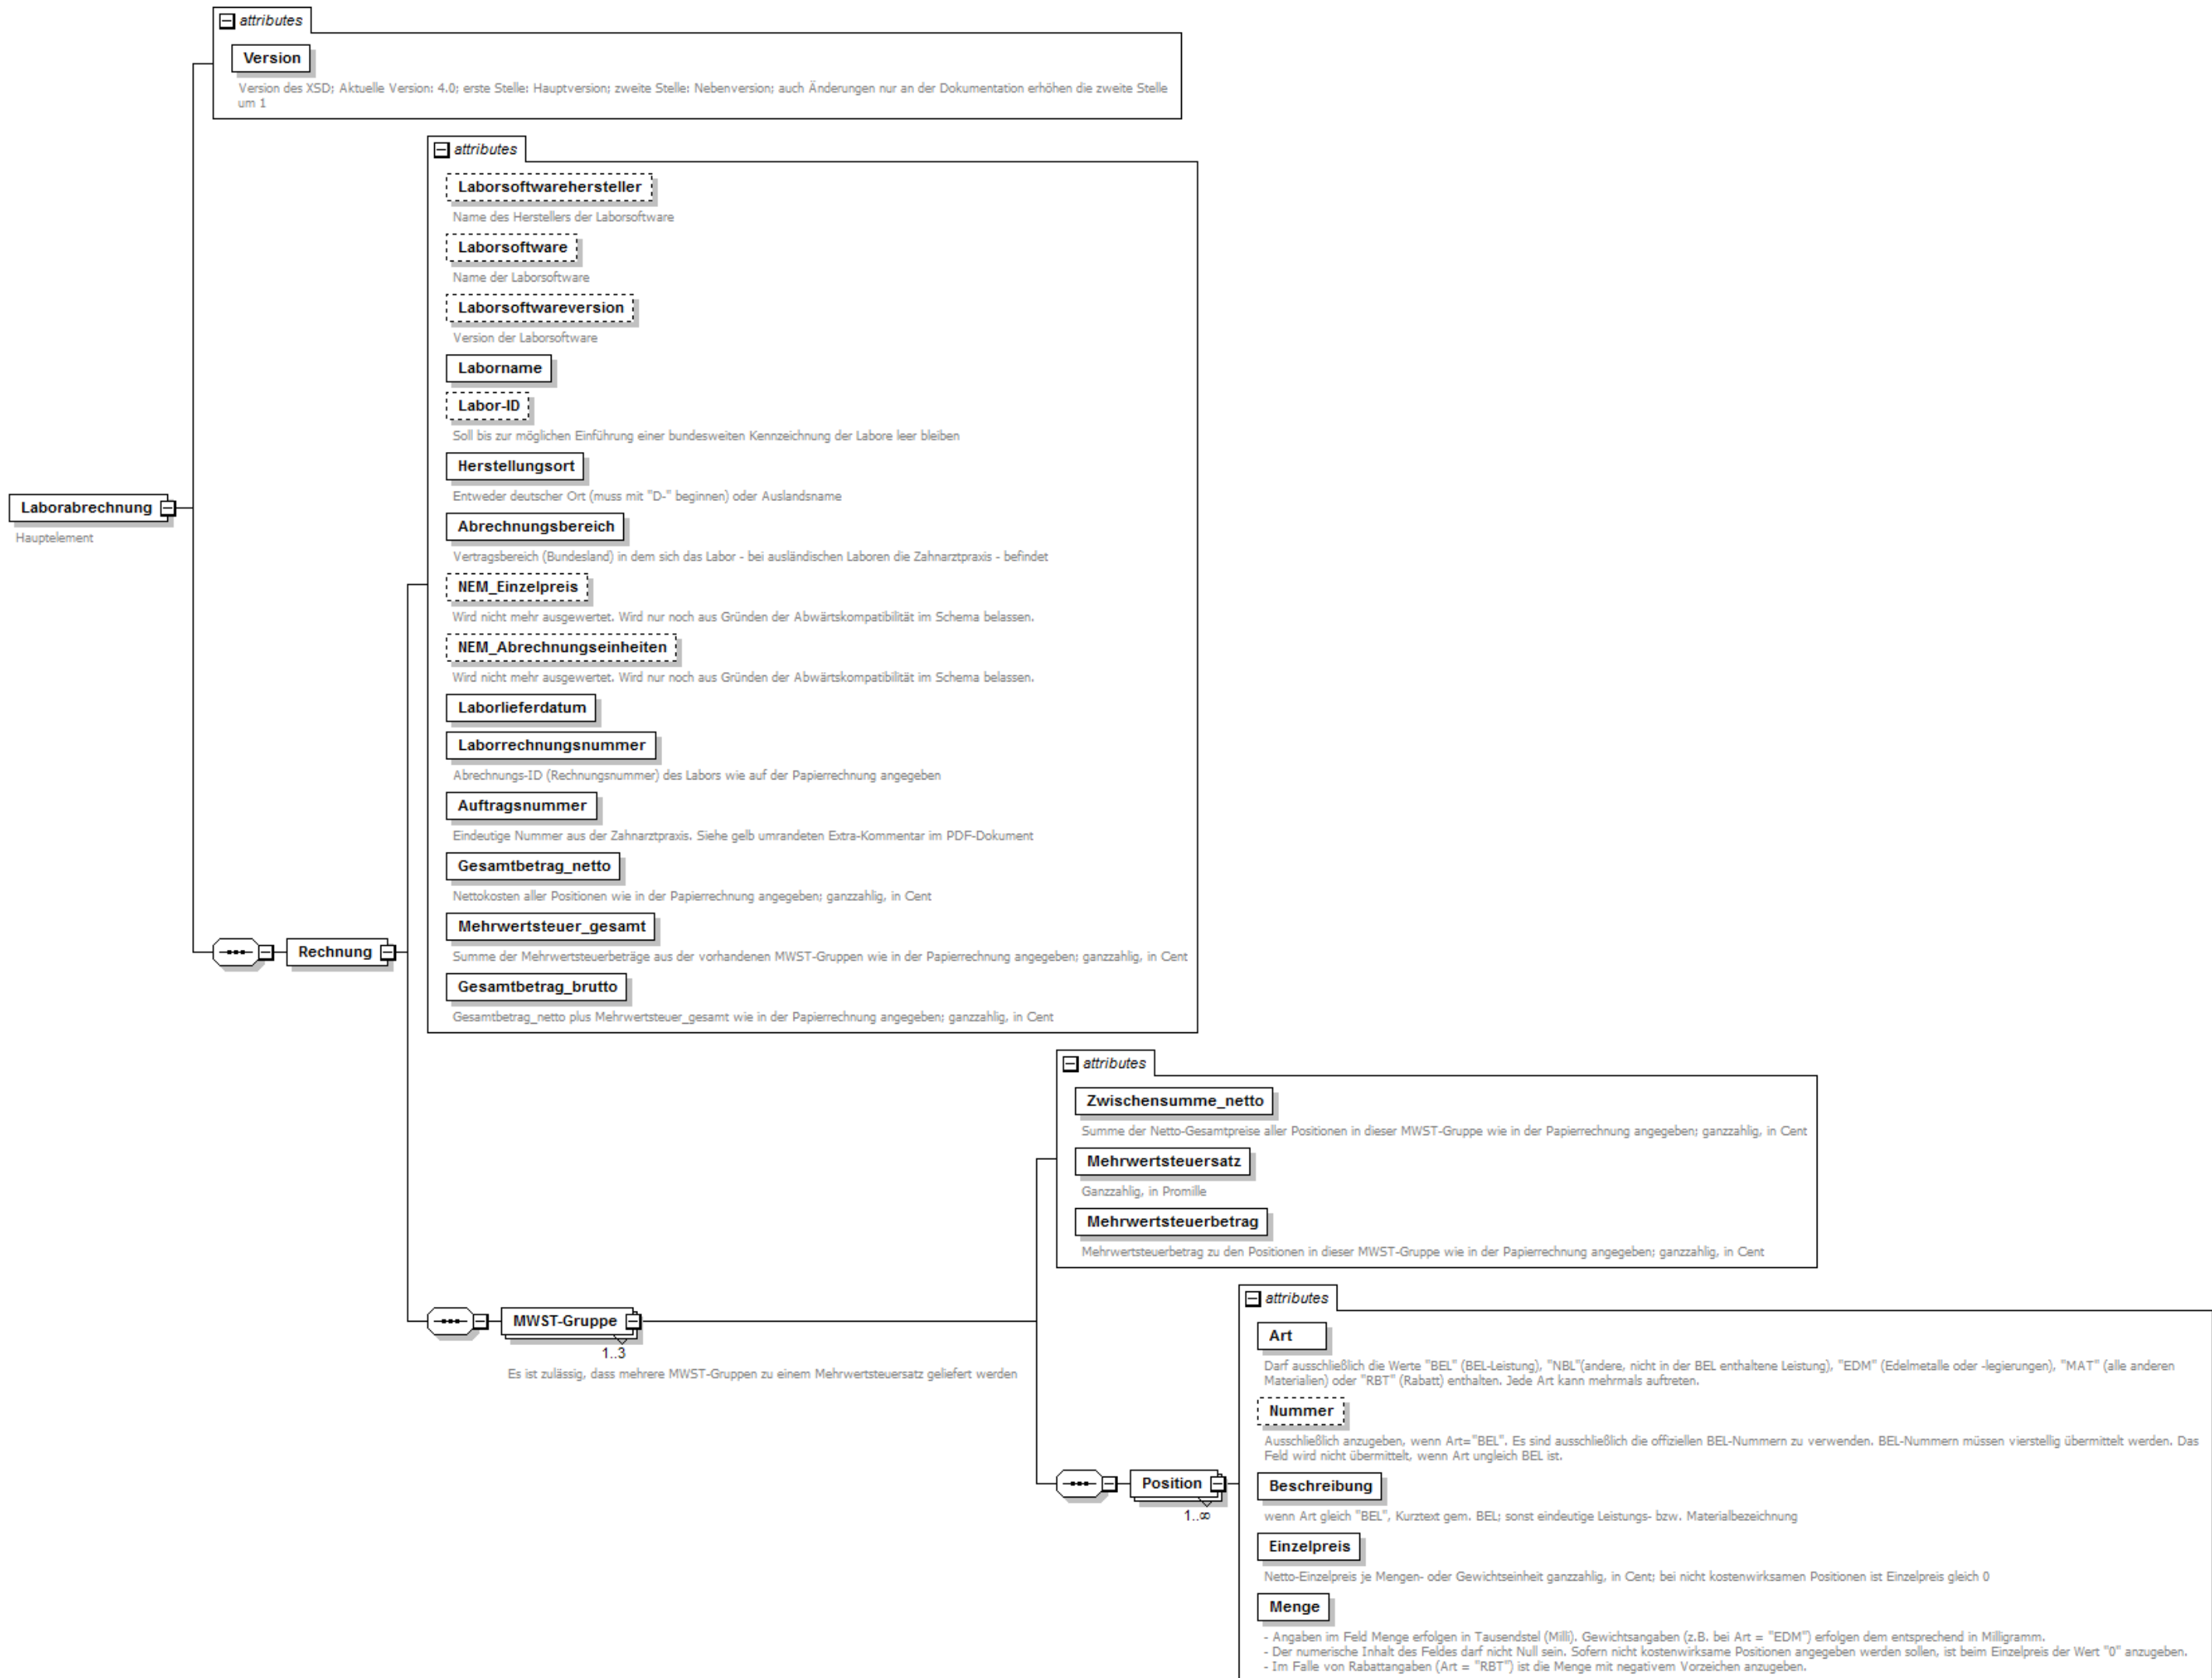 attributes
Version
Version des XSD; Aktuelle Version: 4.0; erste Stelle: Hauptversion; zweite Stelle: Nebenversion; auch Änderungen nur an der Dokumentation erhöhen die zweite Stelle
um 1
attributes
Laborsoftwarehersteller
Name des Herstellers der Laborsoftware
Laborsoftware
Name der Laborsoftware
Laborsoftwareversion
Version der Laborsoftware
Laborname
Labor-ID
Soll bis zur möglichen Einführung einer bundesweiten Kennzeichnung der Labore leer bleiben
Herstellungsort
Entweder deutscher Ort (muss mit "D-" beginnen) oder Auslandsname
Laborabrechnung
Hauptelement
Abrechnungsbereich
Vertragsbereich (Bundesland) in dem sich das Labor - bei ausländischen Laboren die Zahnarztpraxis - befindet
NEM_Einzelpreis
Wird nicht mehr ausgewertet. Wird nur noch aus Gründen der Abwärtskompatibilität im Schema belassen.
NEM_Abrechnungseinheiten
Wird nicht mehr ausgewertet. Wird nur noch aus Gründen der Abwärtskompatibilität im Schema belassen.
Laborlieferdatum
Laborrechnungsnummer
Abrechnungs-ID (Rechnungsnummer) des Labors wie auf der Papierrechnung angegeben
Auftragsnummer
Eindeutige Nummer aus der Zahnarztpraxis. Siehe gelb umrandeten Extra-Kommentar im PDF-Dokument
Gesamtbetrag_netto
Nettokosten aller Positionen wie in der Papierrechnung angegeben; ganzzahlig, in Cent
Mehrwertsteuer_gesamt
Summe der Mehrwertsteuerbeträge aus der vorhandenen MWST-Gruppen wie in der Papierrechnung angegeben; ganzzahlig, in Cent
Rechnung
Gesamtbetrag_brutto
Gesamtbetrag_netto plus Mehrwertsteuer_gesamt wie in der Papierrechnung angegeben; ganzzahlig, in Cent
attributes
Zwischensumme_netto
Summe der Netto-Gesamtpreise aller Positionen in dieser MWST-Gruppe wie in der Papierrechnung angegeben; ganzzahlig, in Cent
Mehrwertsteuersatz
Ganzzahlig, in Promille
Mehrwertsteuerbetrag
Mehrwertsteuerbetrag zu den Positionen in dieser MWST-Gruppe wie in der Papierrechnung angegeben; ganzzahlig, in Cent
MWST-Gruppe
1..3
Es ist zulässig, dass mehrere MWST-Gruppen zu einem Mehrwertsteuersatz geliefert werden
attributes
Art
Darf ausschließlich die Werte "BEL" (BEL-Leistung), "NBL"(andere, nicht in der BEL enthaltene Leistung), "EDM" (Edelmetalle oder -legierungen), "MAT" (alle anderen
Materialien) oder "RBT" (Rabatt) enthalten. Jede Art kann mehrmals auftreten.
Nummer
Ausschließlich anzugeben, wenn Art="BEL". Es sind ausschließlich die offiziellen BEL-Nummern zu verwenden. BEL-Nummern müssen vierstellig übermittelt werden. Das
Feld wird nicht übermittelt, wenn Art ungleich BEL ist.
Position
1..∞
Beschreibung
wenn Art gleich "BEL", Kurztext gem. BEL; sonst eindeutige Leistungs- bzw. Materialbezeichnung
Einzelpreis
Netto-Einzelpreis je Mengen- oder Gewichtseinheit ganzzahlig, in Cent; bei nicht kostenwirksamen Positionen ist Einzelpreis gleich 0
Menge
- Angaben im Feld Menge erfolgen in Tausendstel (Milli). Gewichtsangaben (z.B. bei Art = "EDM") erfolgen dem entsprechend in Milligramm.
- Der numerische Inhalt des Feldes darf nicht Null sein. Sofern nicht kostenwirksame Positionen angegeben werden sollen, ist beim Einzelpreis der Wert "0" anzugeben.
- Im Falle von Rabattangaben (Art = "RBT") ist die Menge mit negativem Vorzeichen anzugeben.